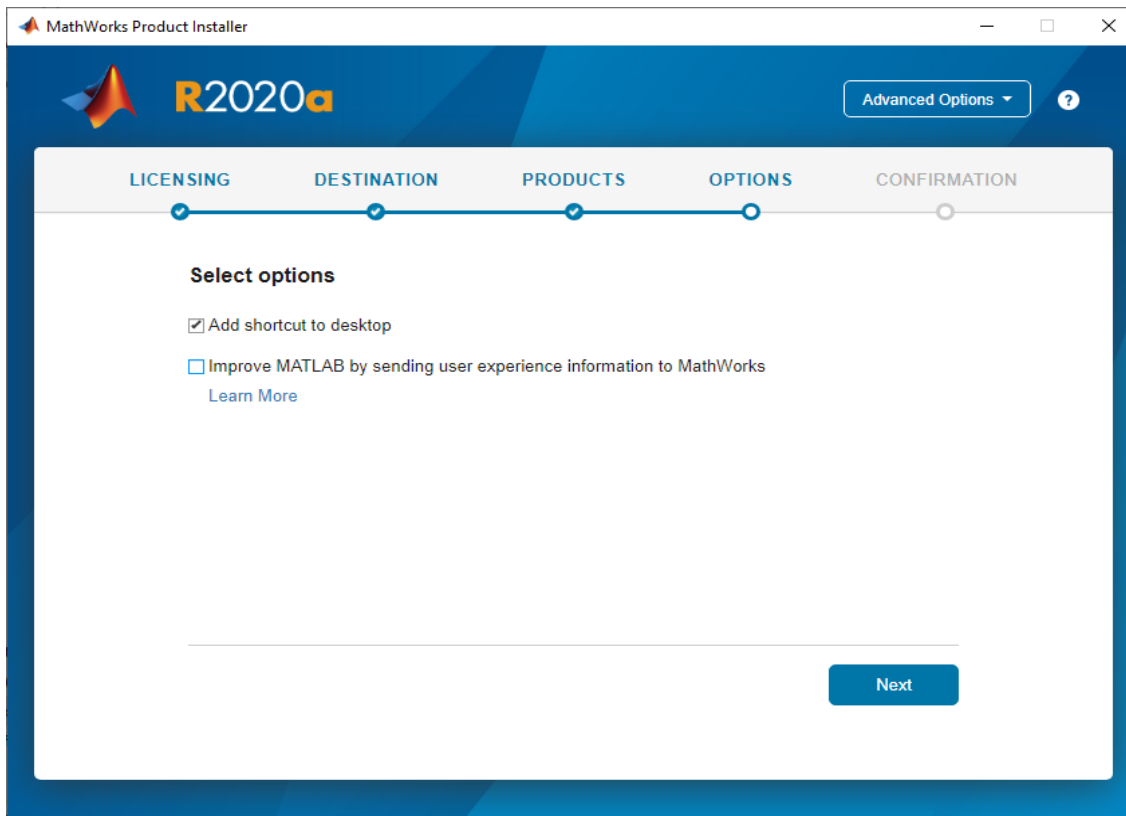 MathWorks Product Installer
R2020a
Advanced Options
?
LICENSING DESTINATION PRODUCTS OPTIONS CONFIRMATION
Select options
Add shortcut to desktop
Improve MATLAB by sending user experience information to MathWorks
Learn More
Next